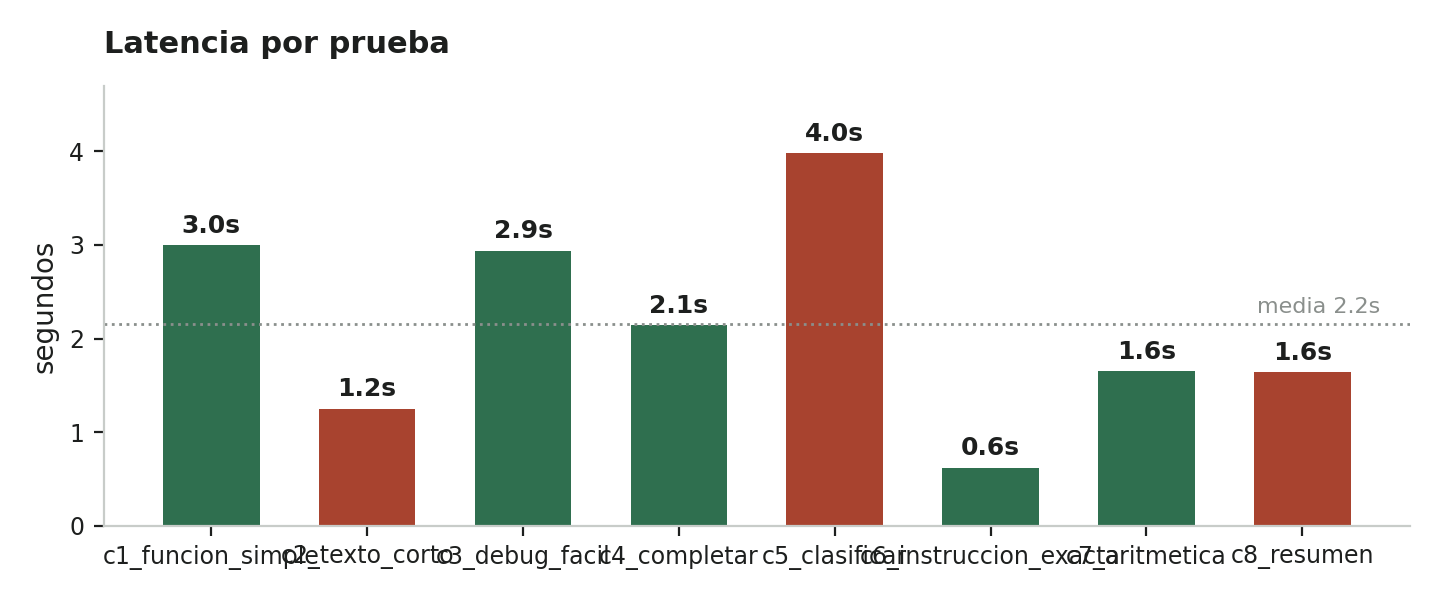 Latencia por prueba
segundos
4
3
2
1
0
3.0s
1.2s
2.9s
2.1s
4.0s
0.6s
1.6s
1.6s
media 2.2s
c1_funcion_simple
c2_texto_corto
c3_debug_facil
c4_completar
c5_clasificar
c6_instruccion_exacta
c7_aritmetica
c8_resumen